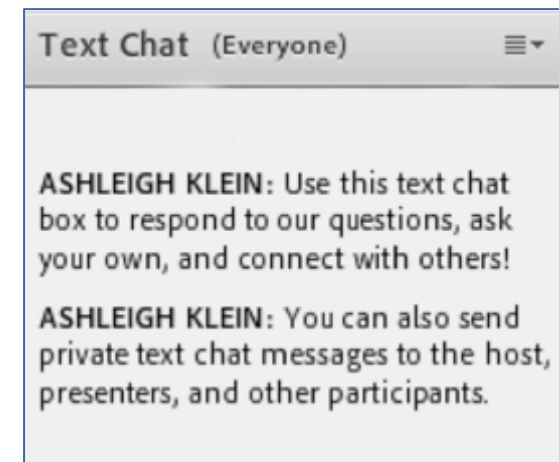 Text Chat (Everyone)
ASHLEIGH KLEIN: Use this text chat
box to respond to our questions, ask
your own, and connect with others!
ASHLEIGH KLEIN: You can also send
private text chat messages to the host,
presenters, and other participants.